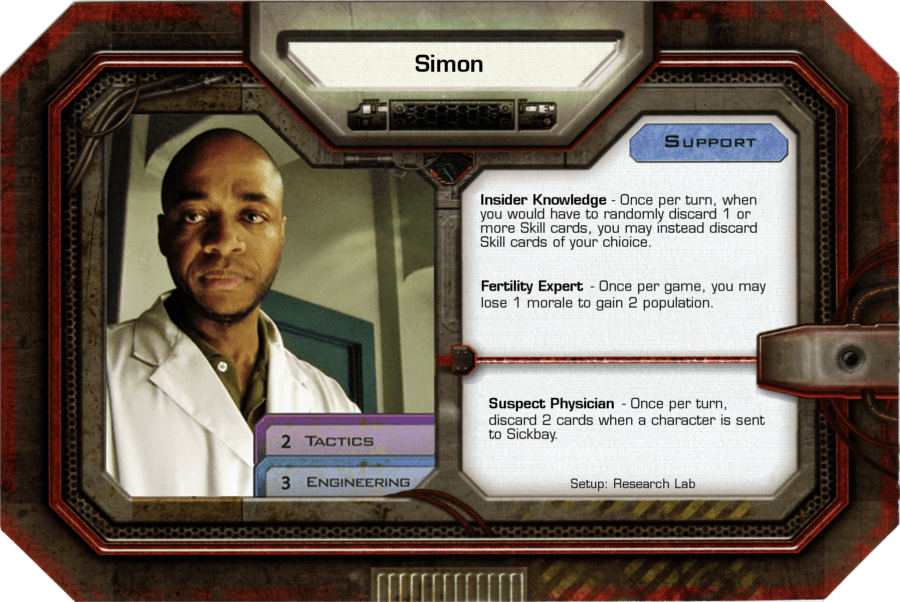 Simon
SUPPORT
Insider Knowledge - Once per turn, when
you would have to randomly discard 1 or
more Skill cards, you may instead discard
Skill cards of your chioice.
Fertility Expert - Once per game, you may
lose 1 morale to gain 2 population.
Suspect Physician - Once per turn,
discard 2 cards when a character is sent
to Sickbay.
Setup: Research Lab
2 TACTICS
3 ENGINEERING